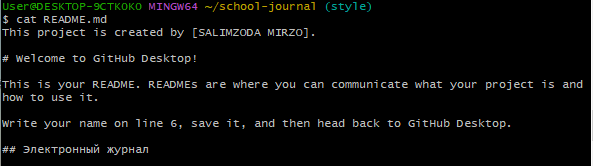 User@DESKTOP-9CTKOKO MINGW64 ~/school-journal (style)
$ cat README.md
This project is created by [SALIMZODA MIRZO].
# Welcome to GitHub Desktop!
This is your README. READMEs are where you can communicate what your project is and
how to use it.
Write your name on line 6, save it, and then head back to GitHub Desktop.
## Электронный журнал